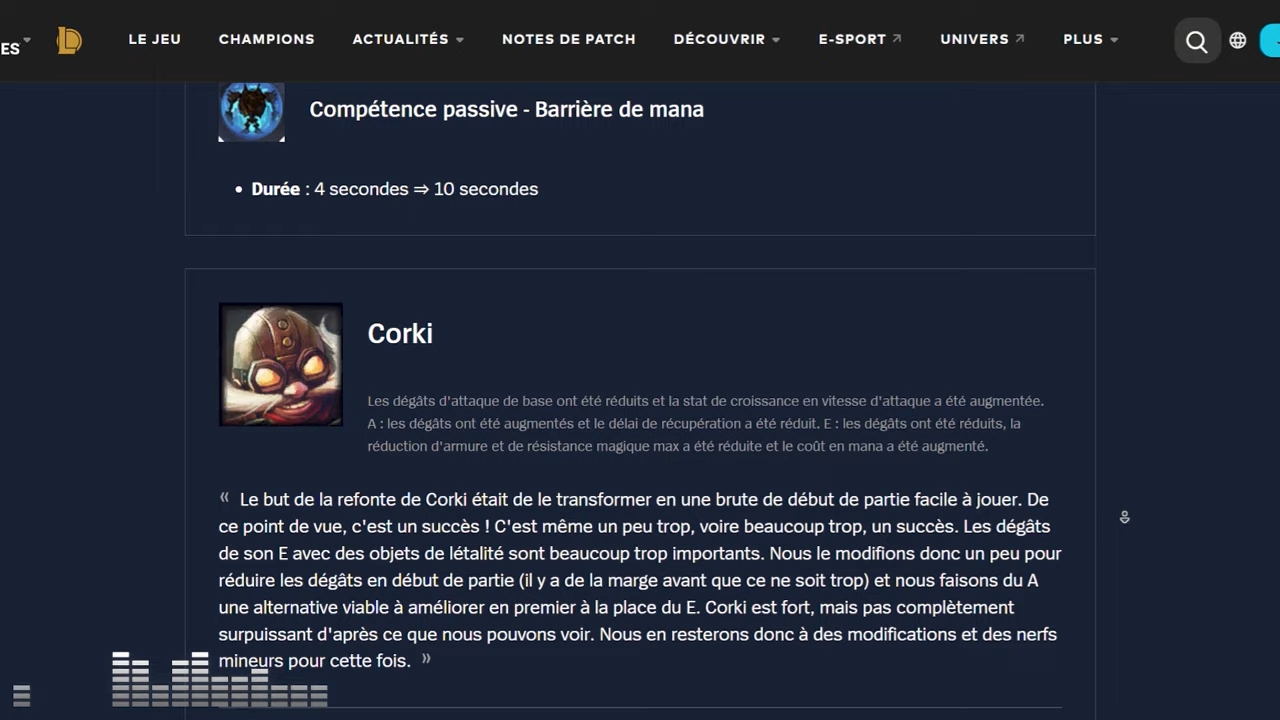 ES
LE JEU CHAMPIONS ACTUALITÉS NOTES DE PATCH DÉCOUVRIR E-SPORT UNIVERS PLUS
Compétence passive - Barrière de mana
• Durée : 4 secondes ⇒ 10 secondes
Corki
Les dégâts d'attaque de base ont été réduits et la stat de croissance en vitesse d'attaque a été augmentée.
A : les dégâts ont été augmentés et le délai de récupération a été réduit. E : les dégâts ont été réduits, la
réduction d'armure et de résistance magique max a été réduite et le coût en mana a été augmenté.
« Le but de la refonte de Corki était de le transformer en une brute de début de partie facile à jouer. De
ce point de vue, c'est un succès ! C'est même un peu trop, voire beaucoup trop, un succès. Les dégâts
de son E avec des objets de létalité sont beaucoup trop importants. Nous le modifions donc un peu pour
réduire les dégâts en début de partie (il y a de la marge avant que ce ne soit trop) et nous faisons du A
une alternative viable à améliorer en premier à la place du E. Corki est fort, mais pas complètement
surpuissant d'après ce que nous pouvons voir. Nous en resterons donc à des modifications et des nerfs
mineurs pour cette fois. »